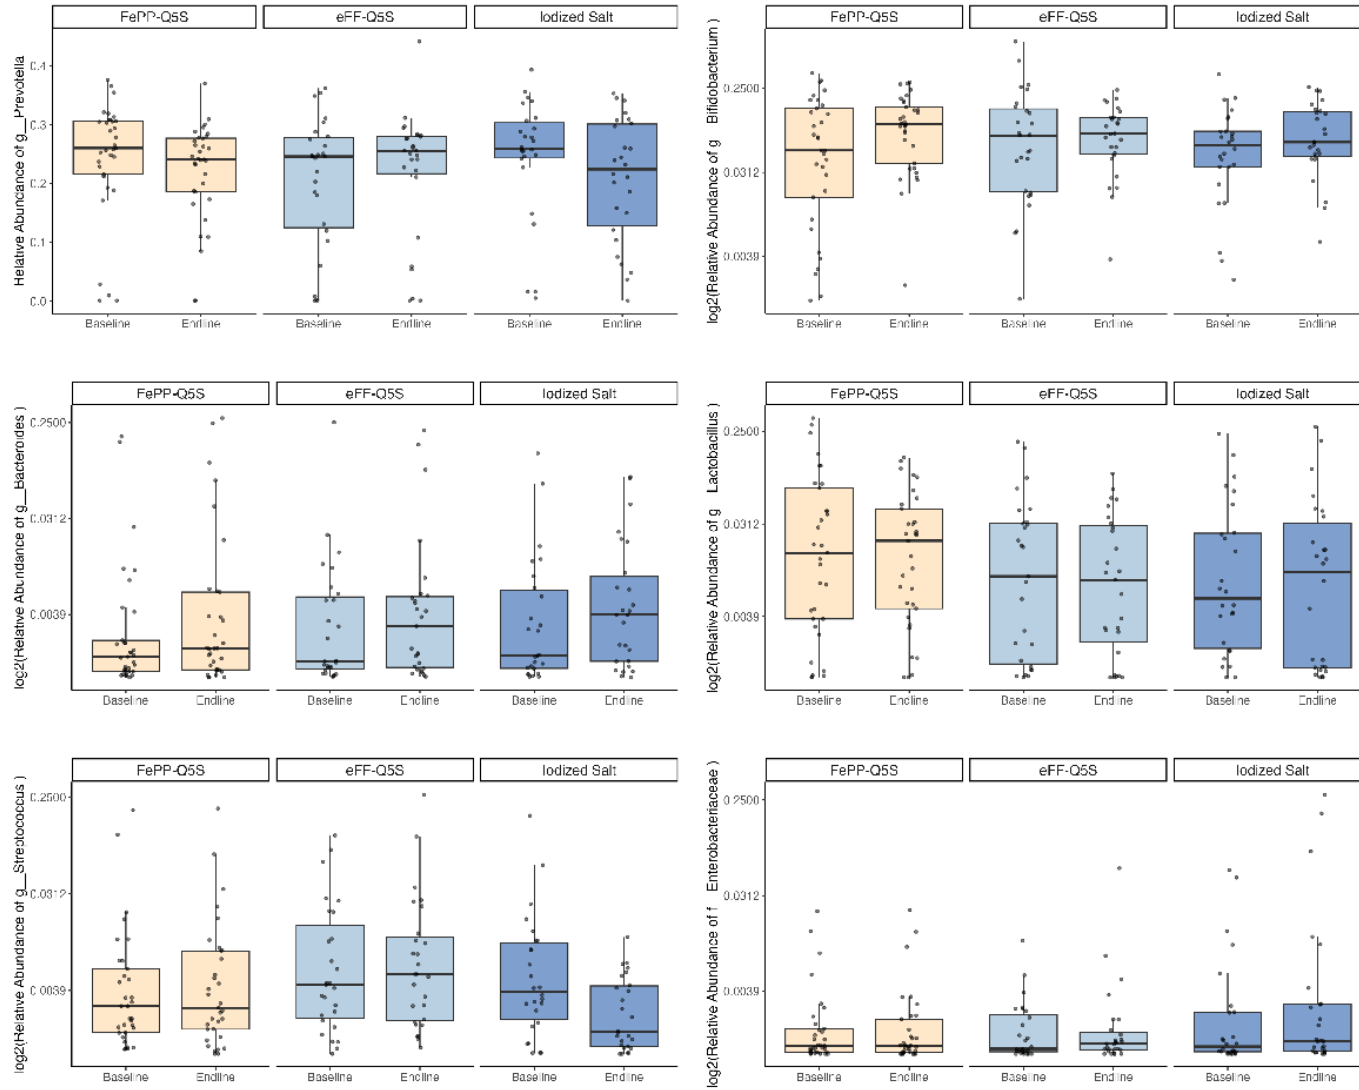 FePP-Q5S eFF-Q5S Iodized Salt
Relative Abundance of g__Prevotella
0.4
0.3
0.2
0.1
0.0
Baseline Endline Baseline Endline Baseline Endline
FePP-Q5S eFF-Q5S Iodized Salt
log2(Relative Abundance of g Bifidobacterium )
0.2500
0.0312
0.0039
Baseline Endline Baseline Endline Baseline Endline
FePP-Q5S eFF-Q5S Iodized Salt
log2(Relative Abundance of g__Bacteroides )
0.2500
0.0312
0.0039
Baseline Endline Baseline Endline Baseline Endline
FePP-Q5S eFF-Q5S Iodized Salt
log2(Relative Abundance of g Lactobacillus )
0.2500
0.0312
0.0039
Baseline Endline Baseline Endline Baseline Endline
FePP-Q5S eFF-Q5S Iodized Salt
log2(Relative Abundance of g__Streptococcus )
0.2500
0.0312
0.0039
Baseline Endline Baseline Endline Baseline Endline
FePP-Q5S eFF-Q5S Iodized Salt
log2(Relative Abundance of f Enterobacteriaceae )
0.2500
0.0312
0.0039
Baseline Endline Baseline Endline Baseline Endline